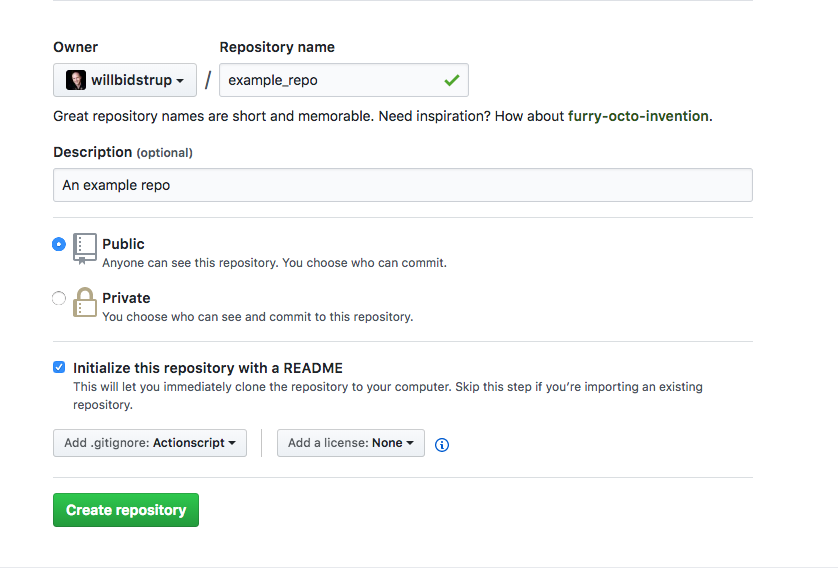 Owner
Repository name
willbidstrup / example_repo
Great repository names are short and memorable. Need inspiration? How about furry-octo-invention.
Description (optional)
An example repo
Public
Anyone can see this repository. You choose who can commit.
Private
You choose who can see and commit to this repository.
Initialize this repository with a README
This will let you immediately clone the repository to your computer. Skip this step if you’re importing an existing
repository.
Add .gitignore: Actionscript
Add a license: None
Create repository